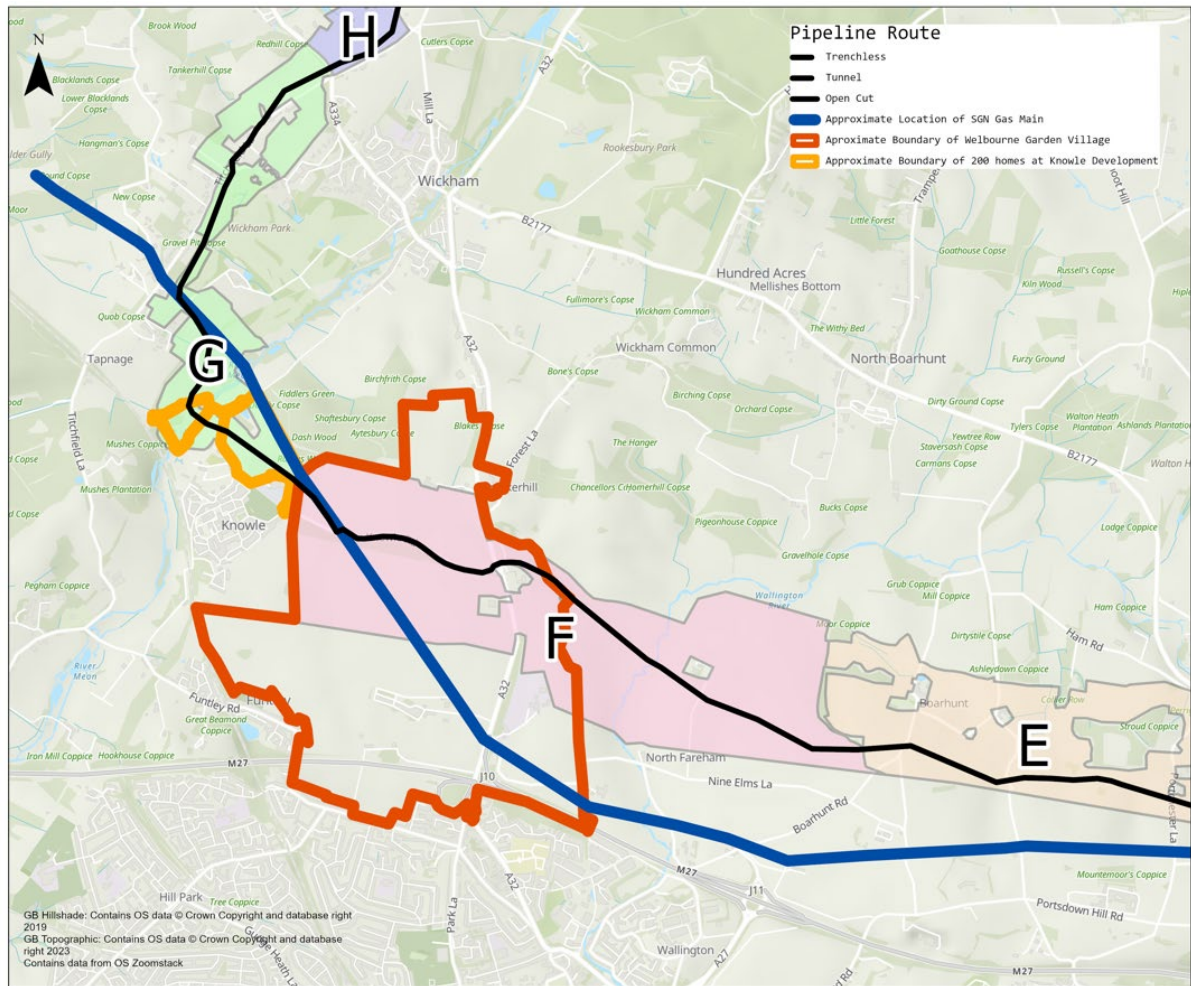 N
Pipeline Route
Trenchless
Tunnel
Open Cut
Approximate Location of SGN Gas Main
Aproximate Boundary of Welbourne Garden Village
Approximate Boundary of 200 homes at Knowle Development
H
G
F
E
Brook Wood
Redhill Copse
Cutlers Copse
Tankerhill Copse
Blacklands Copse
Lower Blacklands
Copse
Hangman's Copse
A334
Mill La
A32
Rookesbury Park
New Copse
Wickham
Wickham Park
B2177
Little Forest
Goathouse Copse
Russell's Copse
Kiln Wood
Hundred Acres
Mellishes Bottom
Fullimore's Copse
Wickham Common
The Withy Bed
Quob Copse
Tapnage
A32
Wickham Common
North Boarhunt
Furzy Ground
Bone's Copse
Birchfrith Copse
Fiddlers Green
Shaftesbury Copse
Aytesbury Copse
Dash Wood
Birching Copse
Orchard Copse
Dirty Ground Copse
Walton Heath
Plantation
Ashlands Plantation
Tylers Copse
Yewtree Row
Staversash Copse
Carmans Copse
B2177
Titchfield La
Mushes Coppice
Mushes Plantation
Forest La
The Hanger
Homerhill Copse
Bucks Copse
Pigeonhouse Coppice
Lodge Coppice
Knowle
Gravelhole Copse
Pegham Coppice
Grub Coppice
Mill Coppice
Wallington
River
Ham Coppice
Dirtystile Copse
Ham Rd
Ashleydown Coppice
River
Meon
Boarhunt
Stroud Coppice
Funtley Rd
Great Beamond
Coppice
A32
Iron Mill Coppice
Hookhouse Coppice
M27
J10
North Fareham
Nine Elms La
Boarhunt Rd
M27
J11
Mountemoor's Coppice
Hill Park
Tree Coppice
Park La
A32
Portsdown Hill Rd
Wallington
A27
M27
GB Hillshade: Contains OS data © Crown Copyright and database right
2019
GB Topographic: Contains OS data © Crown Copyright and database
right 2023
Contains data from OS Zoomstack